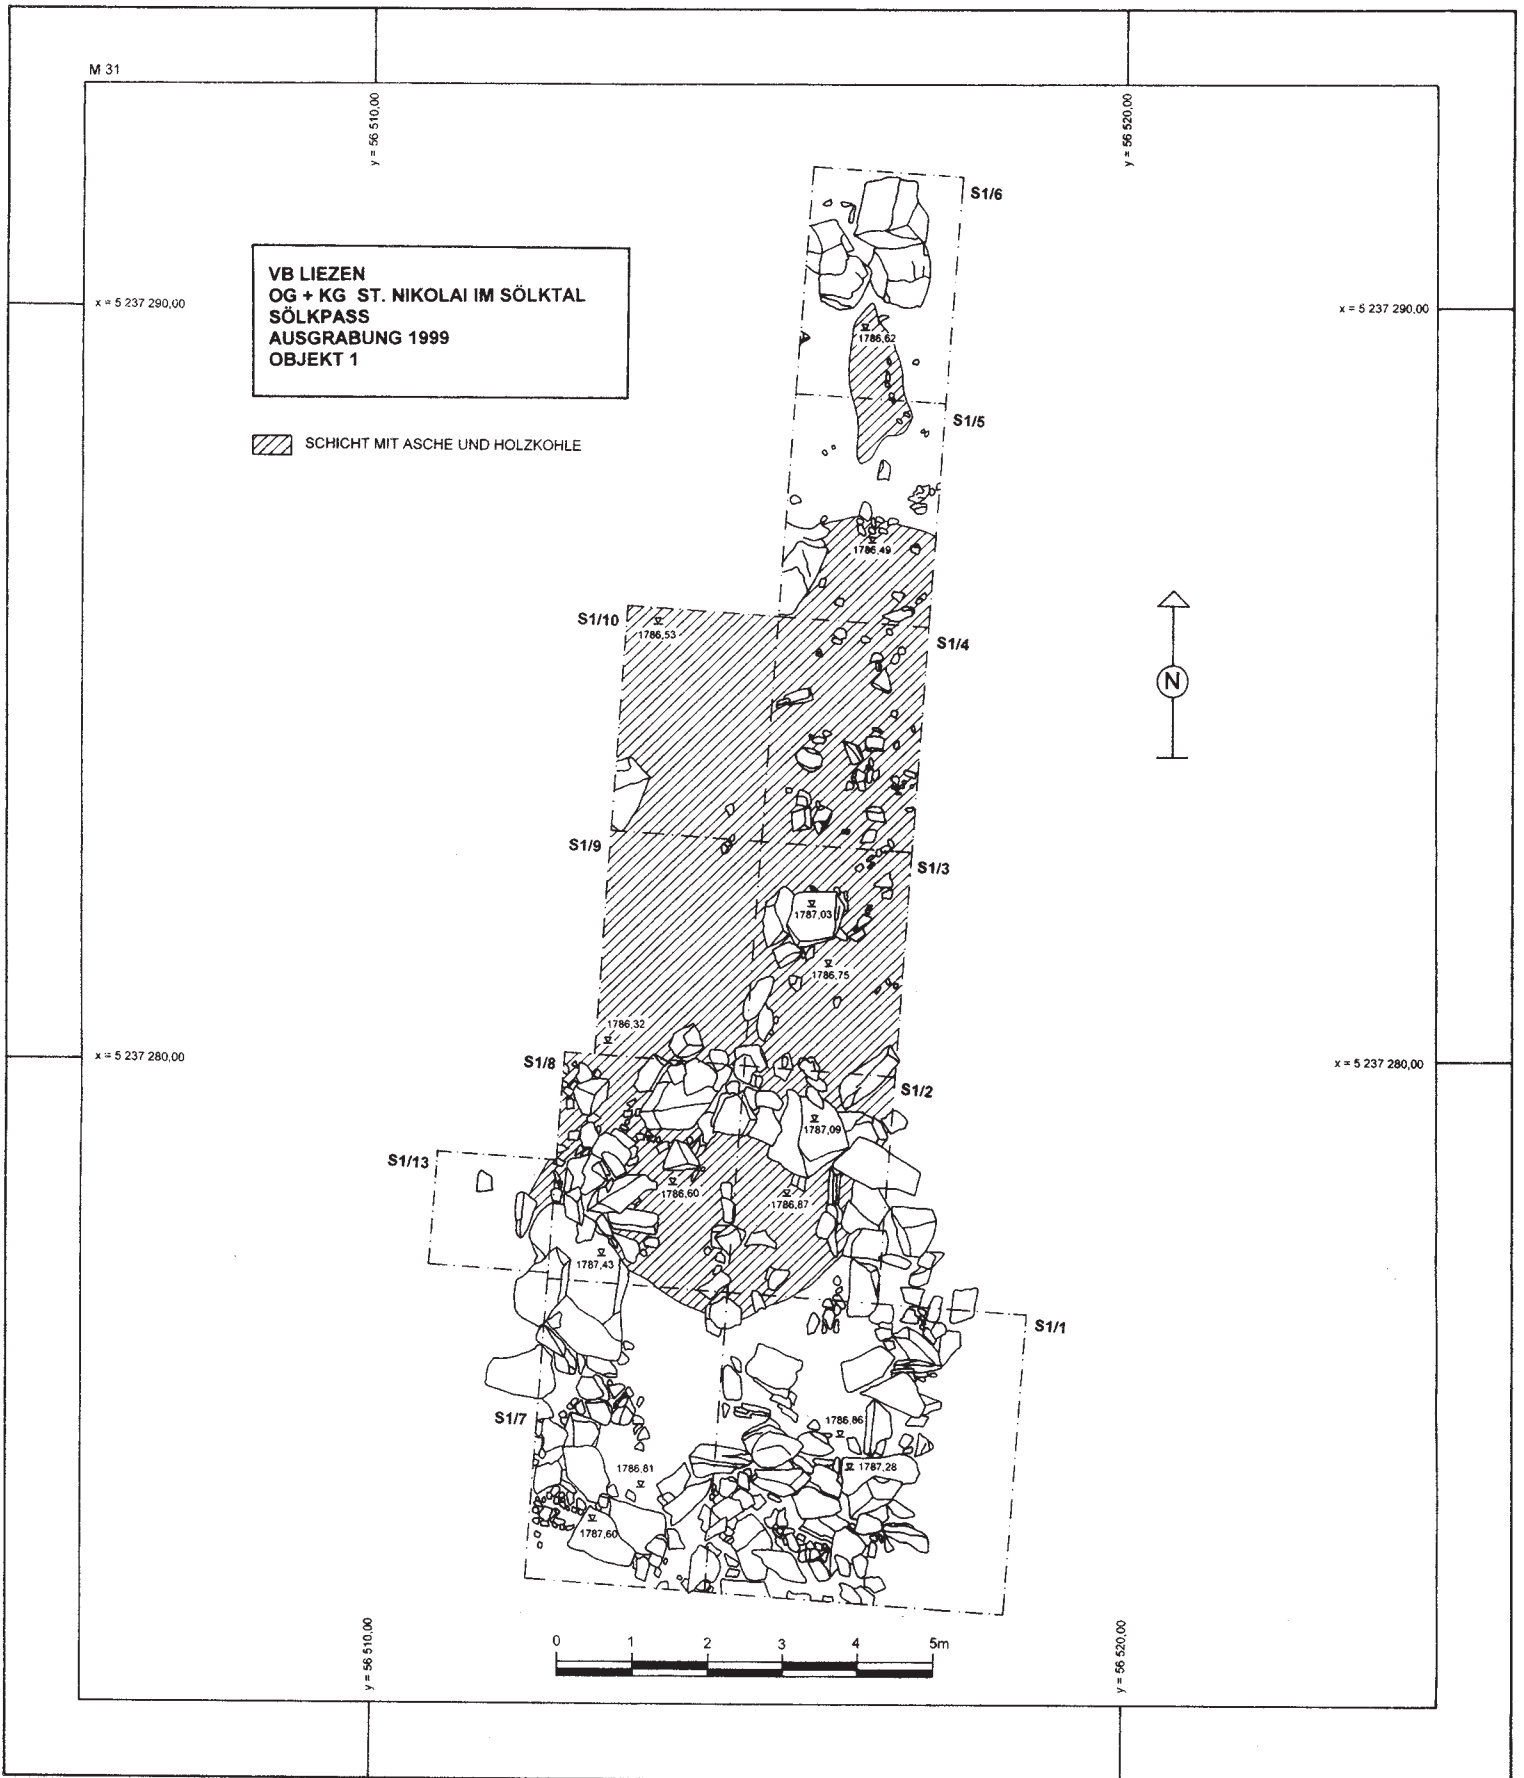 M 31
y = 56 510,00
y = 56 520,00
S1/6
VB LIEZEN
OG + KG ST. NIKOLAI IM SÖLKTAL
SÖLKPASS
AUSGRABUNG 1999
OBJEKT 1
x = 5 237 290,00
x = 5 237 290,00
1786,62
S1/5
SCHICHT MIT ASCHE UND HOLZKOHLE
1786,49
S1/10
1786,53
S1/4
N
S1/9
S1/3
1787,03
1786,75
1786,32
x = 5 237 280,00
x = 5 237 280,00
S1/8
S1/2
1787,09
S1/13
1786,60
1786,87
1787,43
S1/1
S1/7
1786,86
1786,81
1787,28
1787,60
y = 56 510,00
y = 56 520,00
0 1 2 3 4 5m